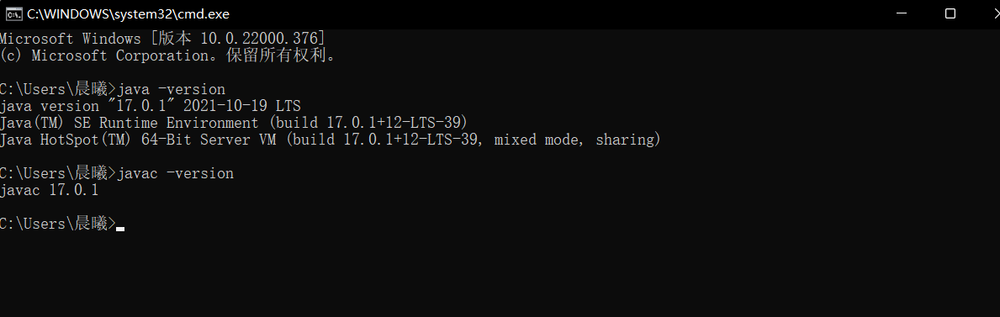 C:\WINDOWS\system32\cmd.exe
Microsoft Windows [版本 10.0.22000.376]
(c) Microsoft Corporation。保留所有权利。
C:\Users\晨曦>java -version
java version "17.0.1" 2021-10-19 LTS
Java(TM) SE Runtime Environment (build 17.0.1+12-LTS-39)
Java HotSpot(TM) 64-Bit Server VM (build 17.0.1+12-LTS-39, mixed mode, sharing)
C:\Users\晨曦>javac -version
javac 17.0.1
C:\Users\晨曦>